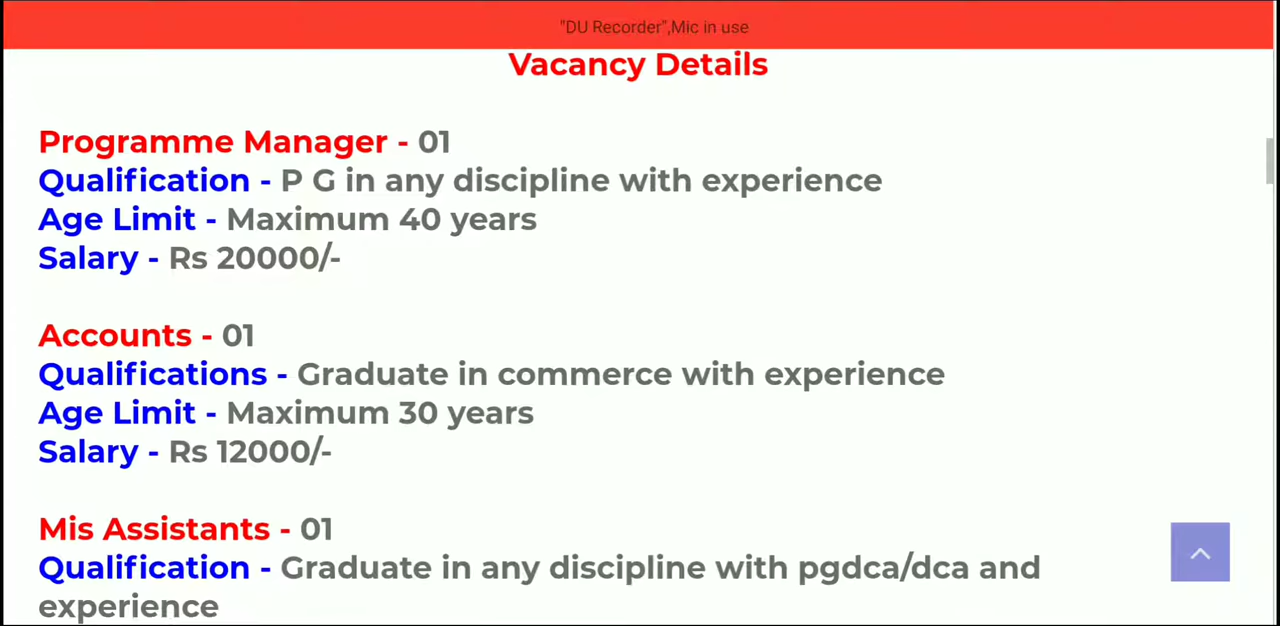 "DU Recorder",Mic in use
Vacancy Details
Programme Manager - 01
Qualification - P G in any discipline with experience
Age Limit - Maximum 40 years
Salary - Rs 20000/-
Accounts - 01
Qualifications - Graduate in commerce with experience
Age Limit - Maximum 30 years
Salary - Rs 12000/-
Mis Assistants - 01
Qualification - Graduate in any discipline with pgdca/dca and
experience